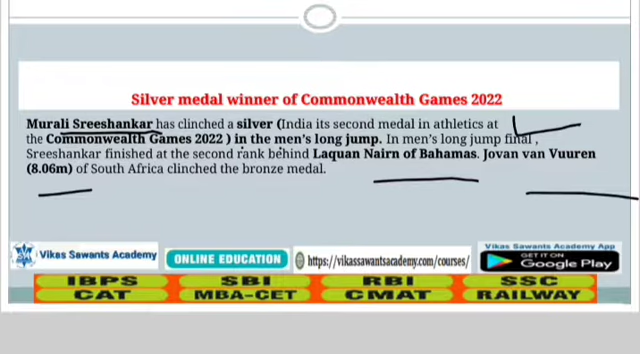 Silver medal winner of Commonwealth Games 2022
Murali Sreeshankar has clinched a silver (India its second medal in athletics at
the Commonwealth Games 2022 ) in the men's long jump. In men's long jump final ,
Sreeshankar finished at the second rank behind Laquan Nairn of Bahamas. Jovan van Vuuren
(8.06m) of South Africa clinched the bronze medal.
Vikas Sawants Academy
ONLINE EDUCATION
https://vikassawantsacademy.com/courses/
Vikas Sawants Academy App
GET IT ON
Google Play
IBPS SBI RBI SSC
CAT MBA-CET CMAT RAILWAY